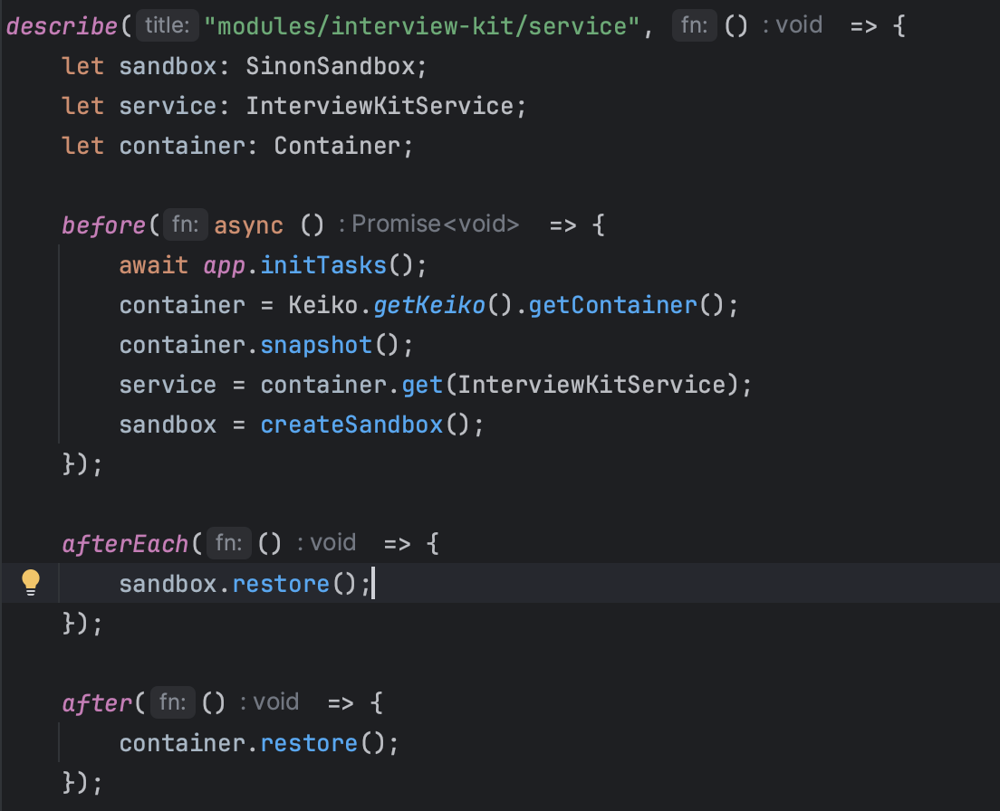 describe( title: "modules/interview-kit/service", fn: () : void => {
let sandbox: SinonSandbox;
let service: InterviewKitService;
let container: Container;
before( fn: async () : Promise<void> => {
await app.initTasks();
container = Keiko.getKeiko().getContainer();
container.snapshot();
service = container.get(InterviewKitService);
sandbox = createSandbox();
});
afterEach( fn: () : void => {
sandbox.restore();
});
after( fn: () : void => {
container.restore();
});